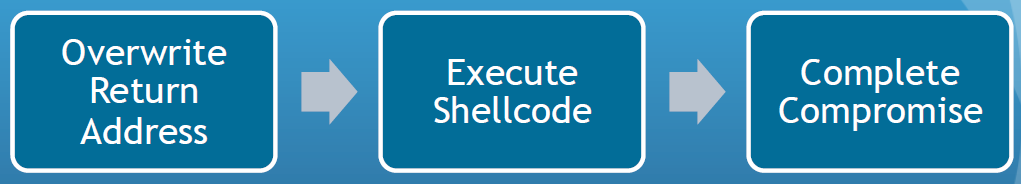 Overwrite
Return
Address
Execute
Shellcode
Complete
Compromise